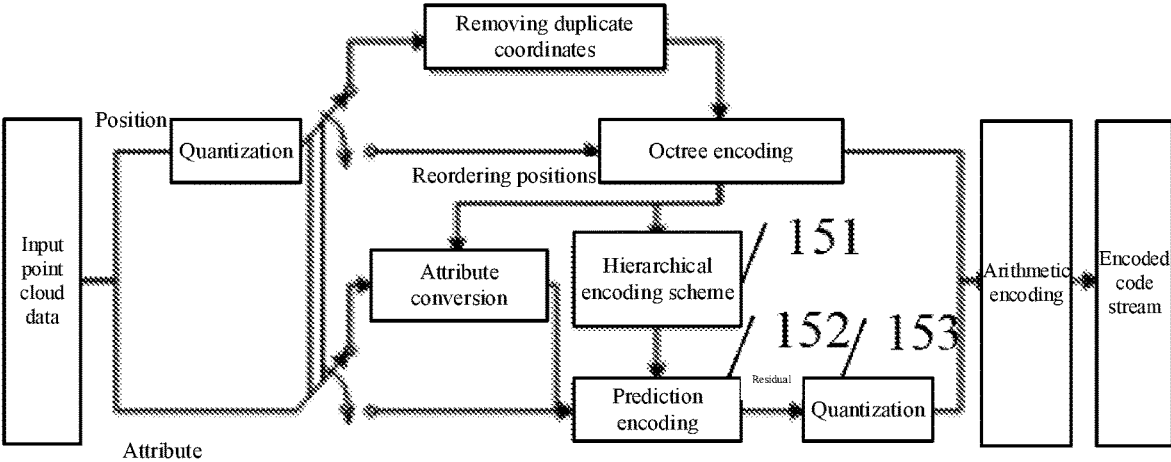 Removing duplicate
coordinates
Position
Quantization
Octree encoding
Reordering positions
Input
point
cloud
data
Attribute
conversion
Hierarchical
encoding scheme
151
Arithmetic
encoding
Encoded
code
stream
152
153
Prediction
encoding
Residual
Quantization
Attribute